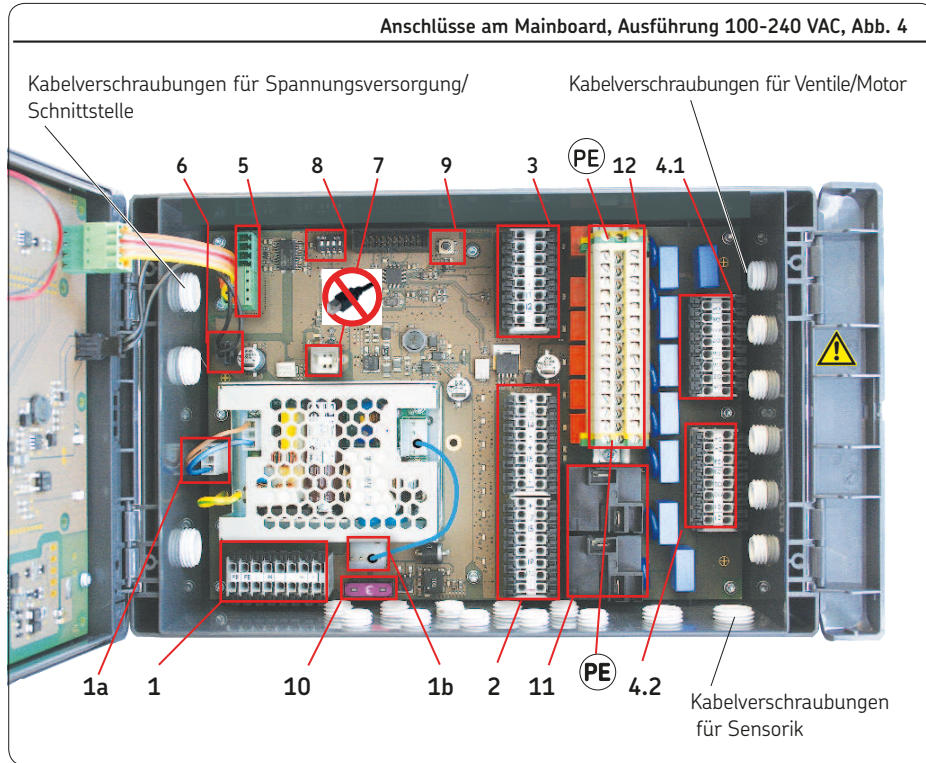 Anschlüsse am Mainboard, Ausführung 100-240 VAC, Abb. 4
Kabelverschraubungen für Spannungsversorgung/
Schnittstelle
Kabelverschraubungen für Ventile/Motor
6 5 8 7 9 3 PE 12 4.1
1a 1 10 1b 2 11 PE 4.2
Kabelverschraubungen
für Sensorik